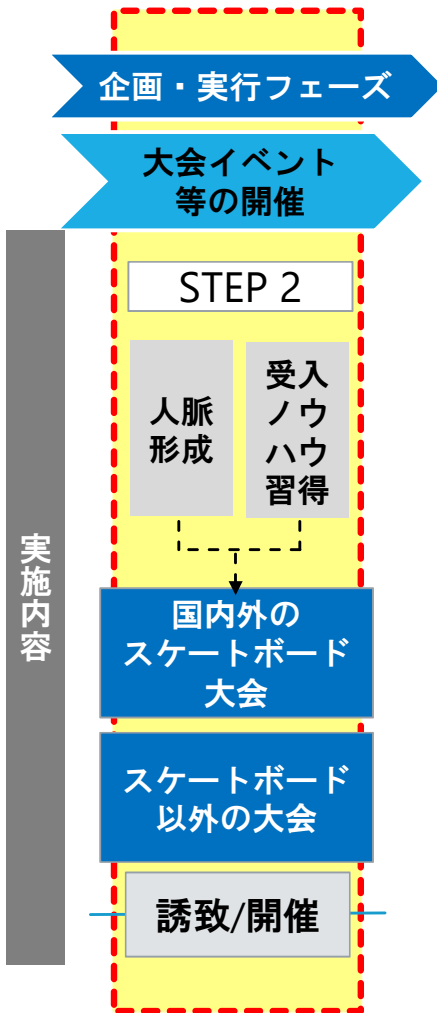 企画・実行フェーズ
大会イベント
等の開催
STEP 2
人脈
形成
受入
ノウ
ハウ
習得
実施内容
国内外の
スケートボード
大会
スケートボード
以外の大会
誘致/開催